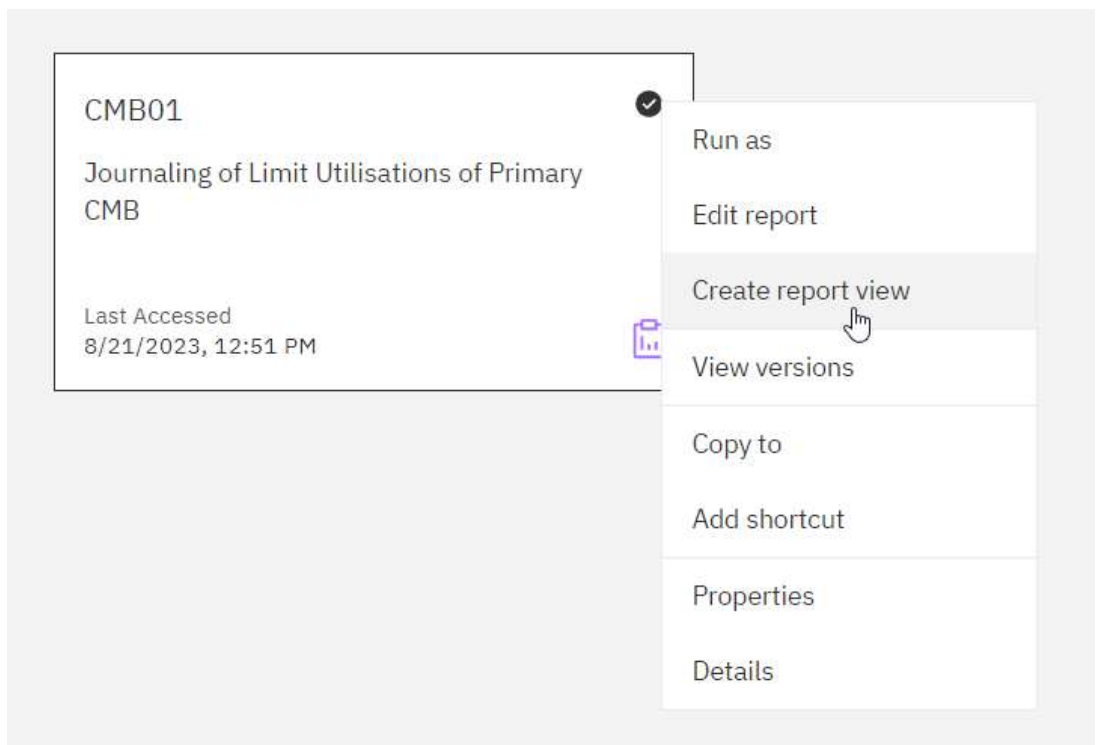 CMB01
Journaling of Limit Utilisations of Primary
CMB
Last Accessed
8/21/2023, 12:51 PM
Run as
Edit report
Create report view
View versions
Copy to
Add shortcut
Properties
Details